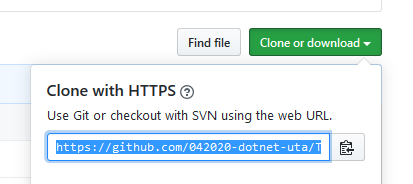 Find file
Clone or download
Clone with HTTPS ?
Use Git or checkout with SVN using the web URL.
https://github.com/042020-dotnet-uta/T